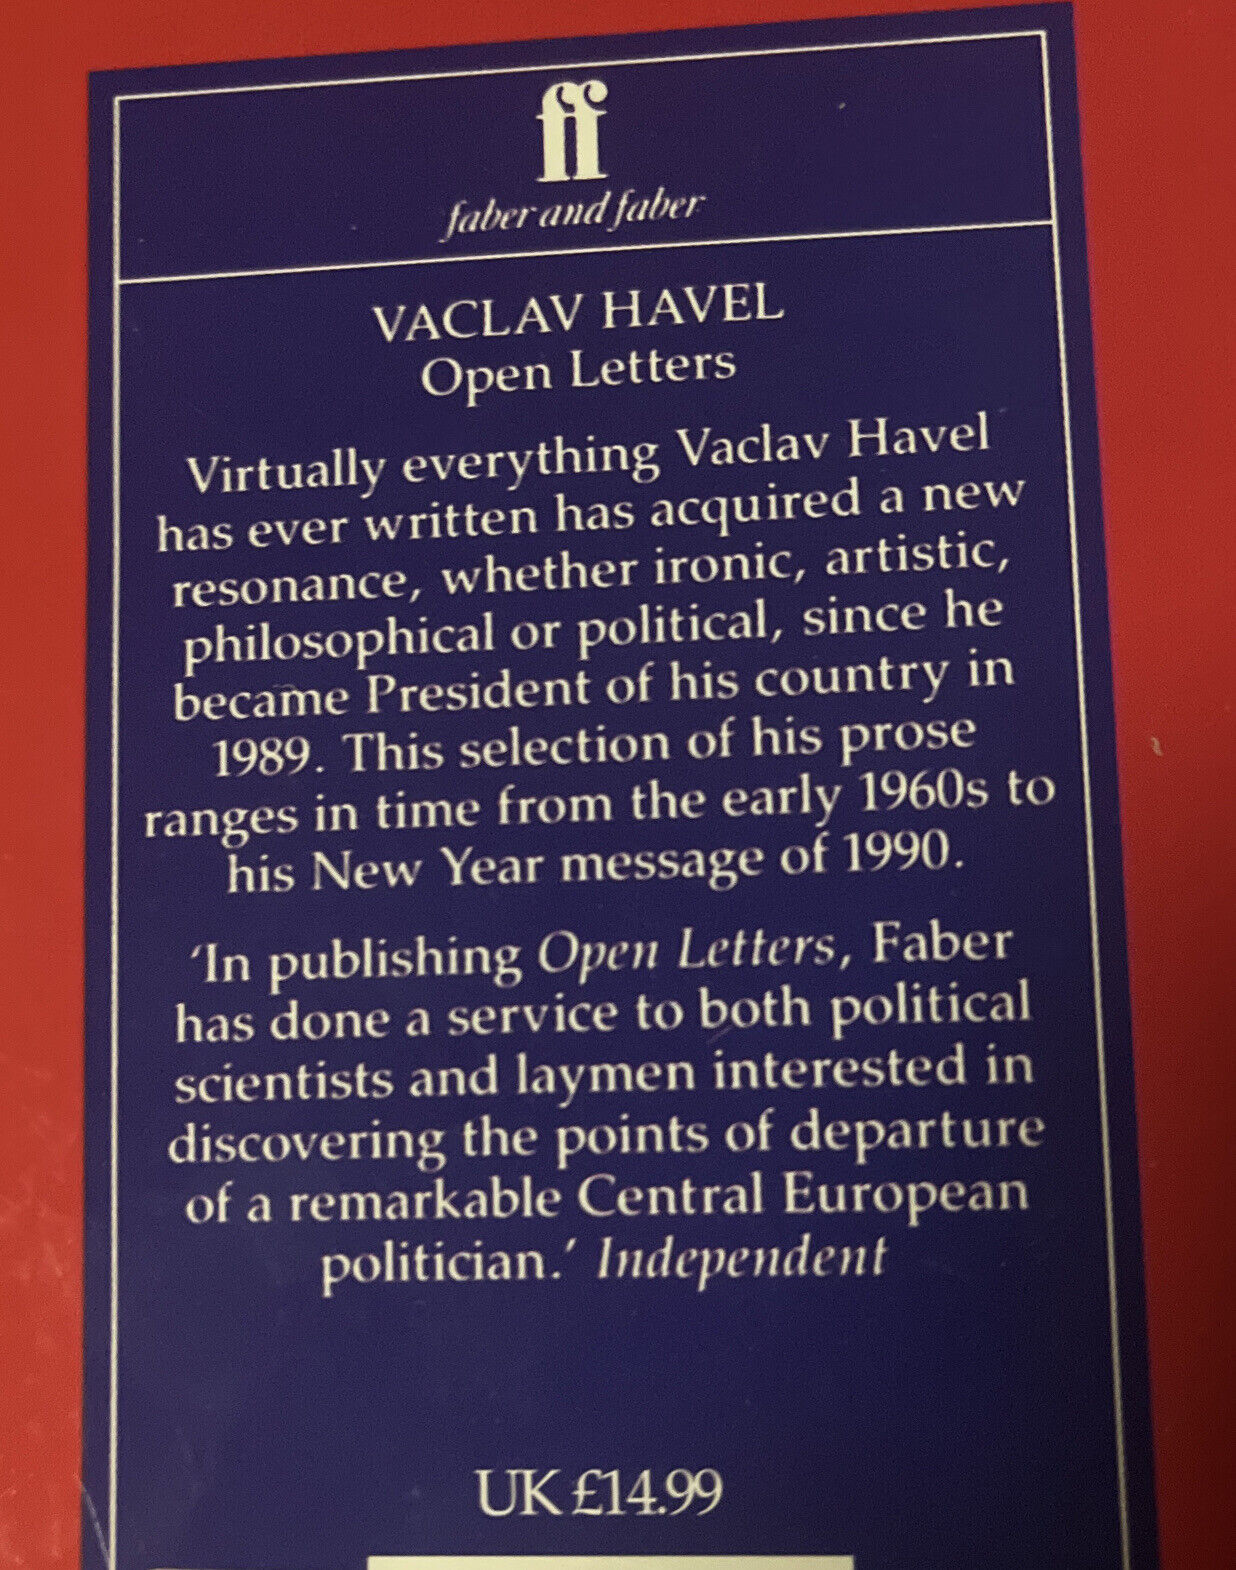 ff
faber and faber
VACLAV HAVEL
Open Letters
Virtually everything Vaclav Havel
has ever written has acquired a new
resonance, whether ironic, artistic,
philosophical or political, since he
became President of his country in
1989. This selection of his prose
ranges in time from the early 1960s to
his New Year message of 1990.
‘In publishing Open Letters, Faber
has done a service to both political
scientists and laymen interested in
discovering the points of departure
of a remarkable Central European
politician.’ Independent
UK £14.99